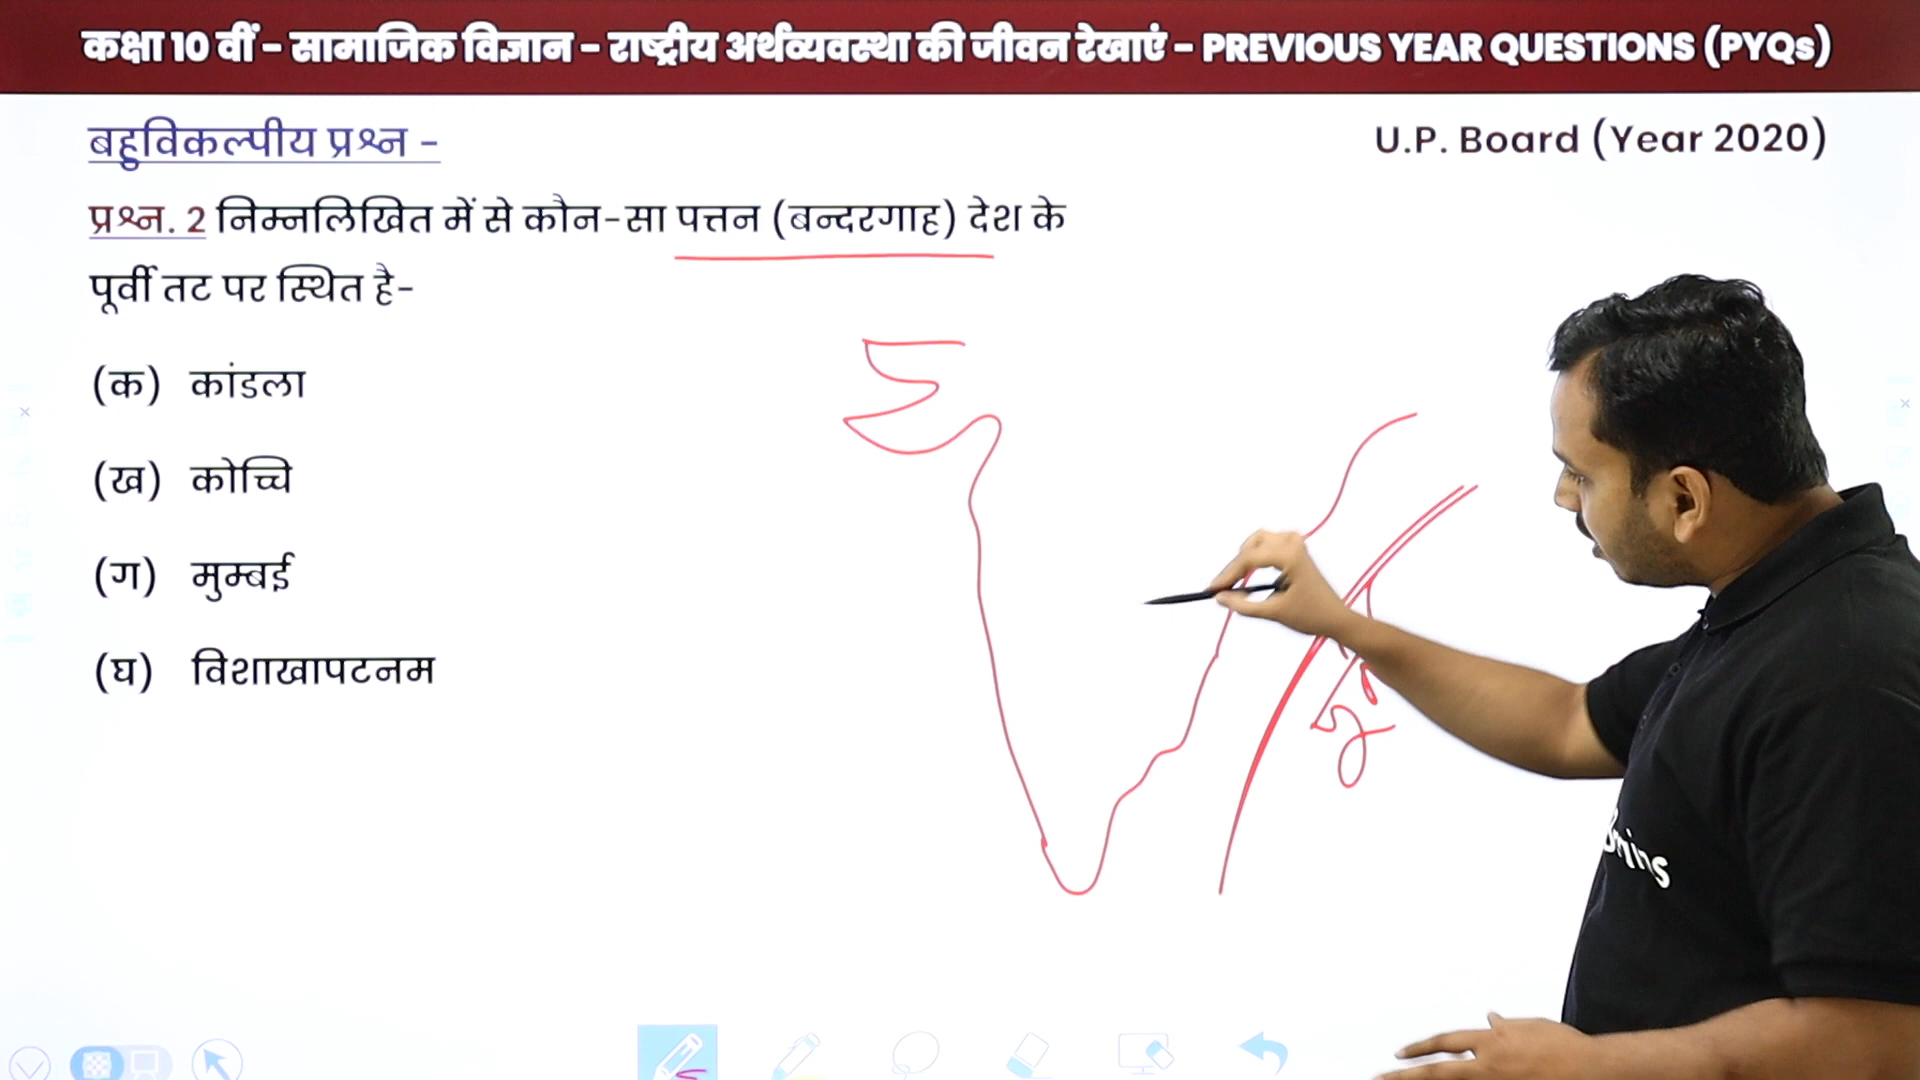 कक्षा 10 वीं - सामाजिक विज्ञान - राष्ट्रीय अर्थव्यवस्था की जीवन रेखाएं - PREVIOUS YEAR QUESTIONS (PYQs)
बहुविकल्पीय प्रश्न -
U.P. Board (Year 2020)
प्रश्न. 2 निम्नलिखित में से कौन-सा पत्तन (बन्दरगाह) देश के
पूर्वी तट पर स्थित है-
(क) कांडला
(ख) कोच्चि
(ग) मुम्बई
(घ) विशाखापटनम